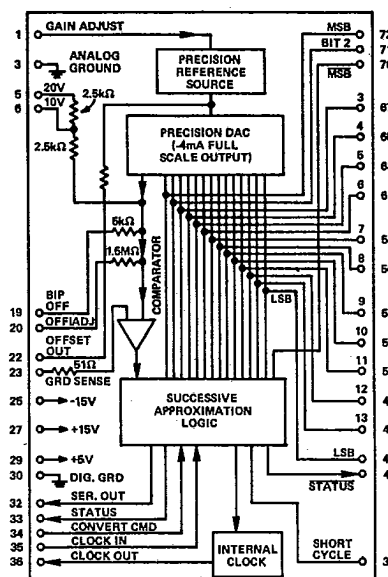 1 GAIN ADJUST
3 ANALOG GROUND
5 20V
6 10V
2.5kΩ
2.5kΩ
PRECISION
REFERENCE
SOURCE
PRECISION DAC
(-4mA FULL
SCALE OUTPUT)
5kΩ
1.5MΩ
COMPARATOR
19 BIP OFF
20 OFF/ADJ
22 OFFSET OUT
23 51Ω
GRD SENSE
25 -15V
27 +15V
29 +5V
30 DIG. GRD
32 SER. OUT
33 STATUS
34 CONVERT CMD
35 CLOCK IN
36 CLOCK OUT
SUCCESSIVE
APPROXIMATION
LOGIC
INTERNAL
CLOCK
MSB
BIT 2
MSB
3
4
5
6
7
8
9
10
11
12
13
LSB
LSB
STATUS
SHORT
CYCLE